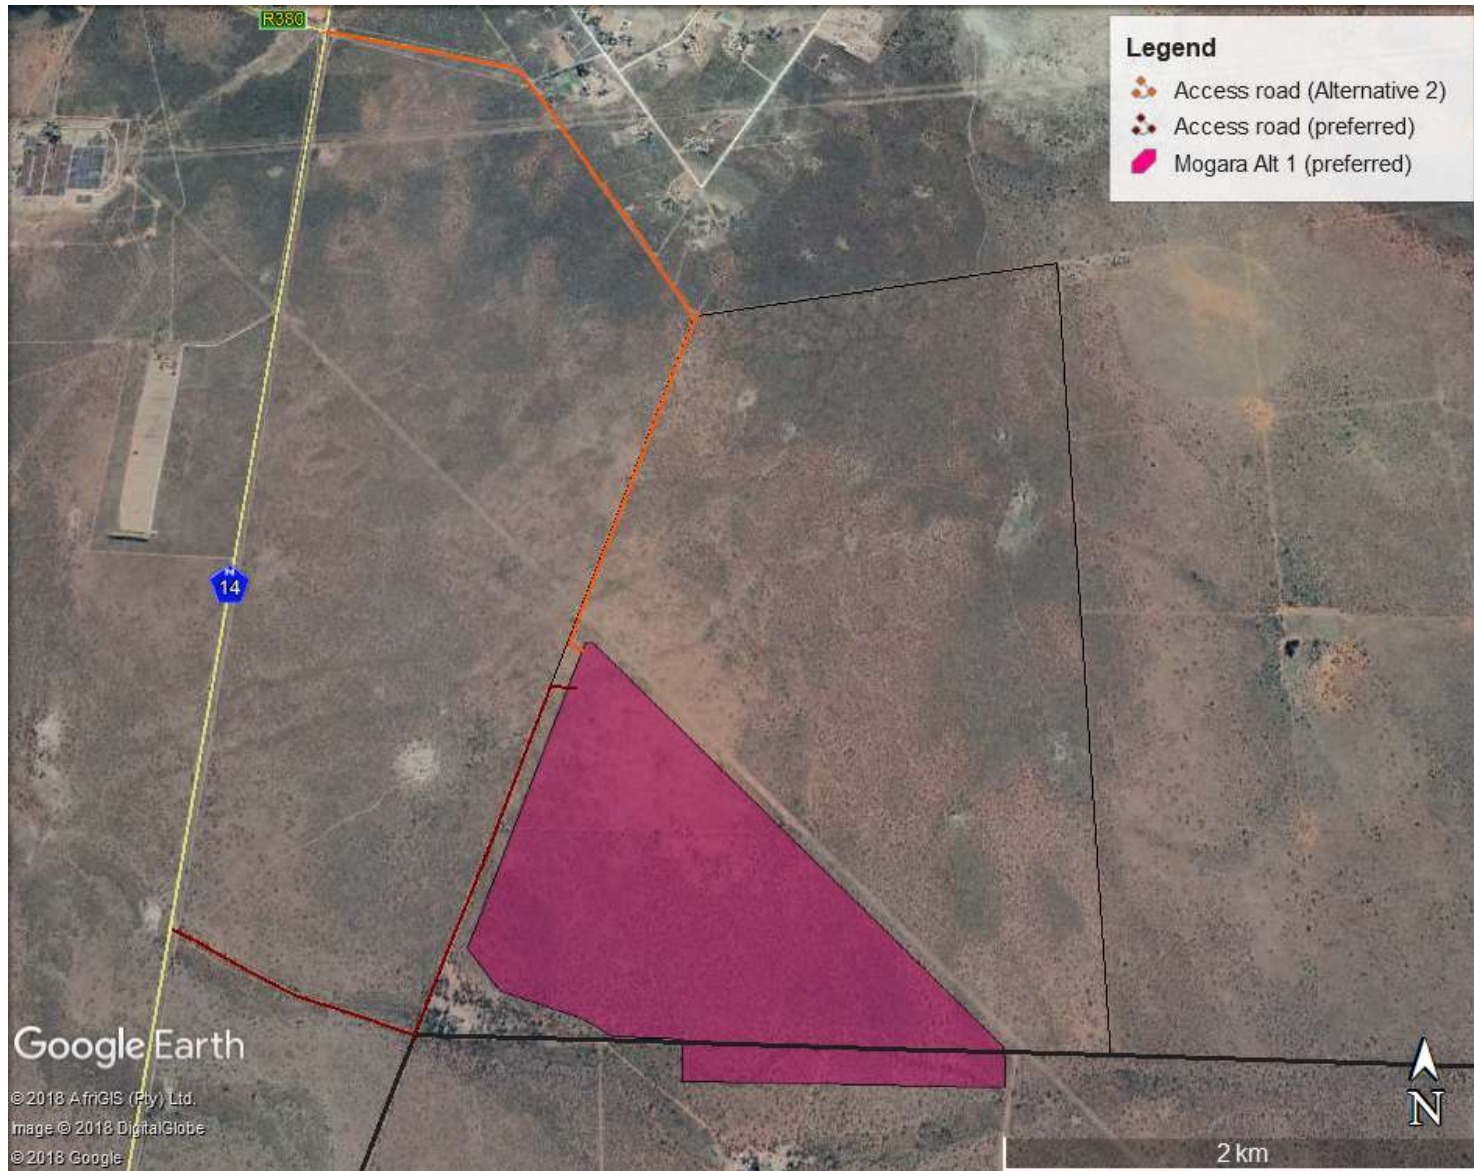 R380
Legend
Access road (Alternative 2)
Access road (preferred)
Mogara Alt 1 (preferred)
N
14
Google Earth
© 2018 AfriGIS (Pty) Ltd.
Image © 2018 DigitalGlobe
© 2018 Google
N
2 km